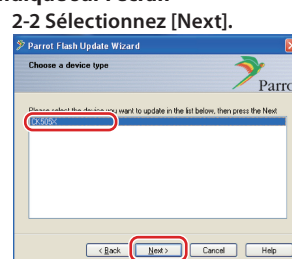 2-2 Sélectionnez [Next].
Parrot Flash Update Wizard
Choose a device type
Parrot
Please select the device you want to update in the list below, then press the Next
< Back
Next >
Cancel
Help